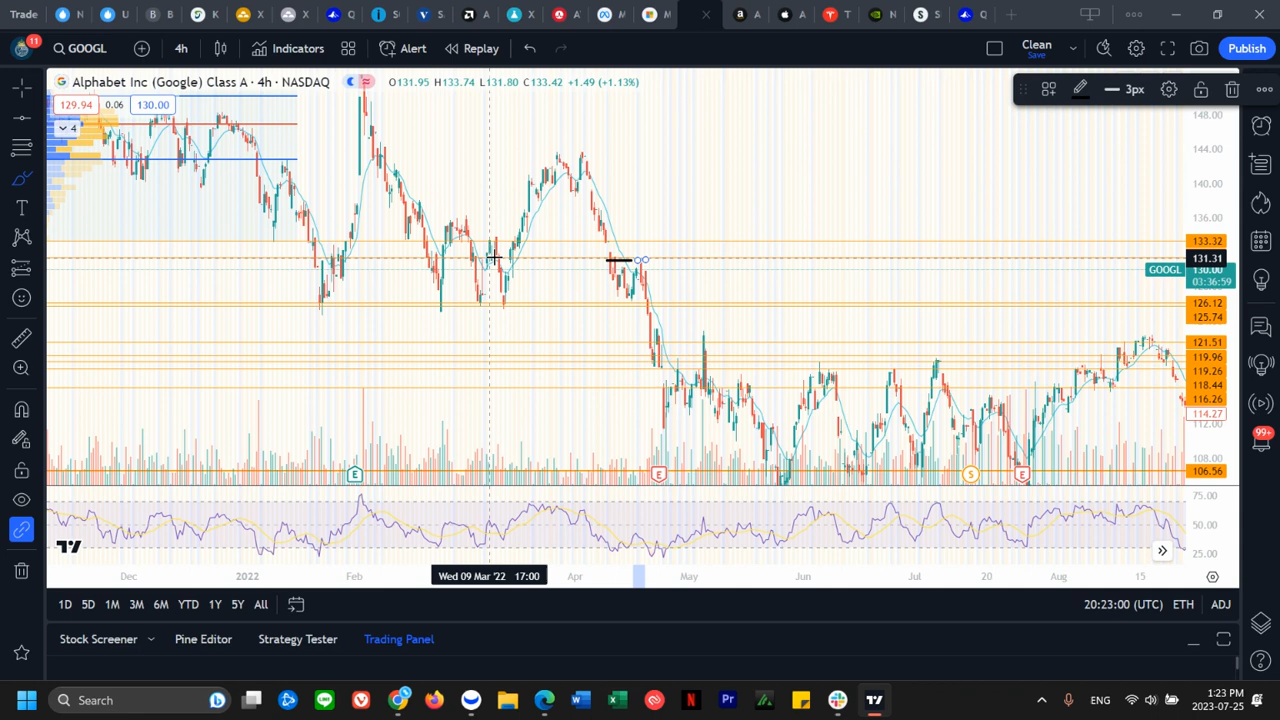 Trade
N
N
B
B
K
X
X
Q
S
A
X
A
M
M
A
A
T
N
S
Q
11
GOOGL
4h
Indicators
Alert
Replay
Clean
Save
Publish
Alphabet Inc (Google) Class A · 4h · NASDAQ
O131.95 H133.74 L131.80 C133.42 +1.49 (+1.13%)
129.94
0.06
130.00
4
3px
148.00
144.00
140.00
136.00
133.32
131.31
GOOGL
130.00
03:36:59
126.12
125.74
121.51
119.96
119.26
118.44
116.26
114.27
112.00
108.00
106.56
E
E
S
E
99+
75.00
50.00
25.00
Dec
2022
Feb
Wed 09 Mar '22 17:00
Apr
May
Jun
Jul
20
Aug
15
1D
5D
1M
3M
6M
YTD
1Y
5Y
All
20:23:00 (UTC)
ETH
ADJ
Stock Screener
Pine Editor
Strategy Tester
Trading Panel
Search
ENG
1:23 PM
2023-07-25